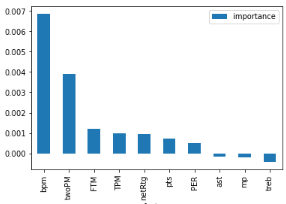 0.007
0.006
0.005
0.004
0.003
0.002
0.001
0.000
importance
bpm
twoPM
FTM
TPM
netRtg
pts
PER
ast
mp
treb